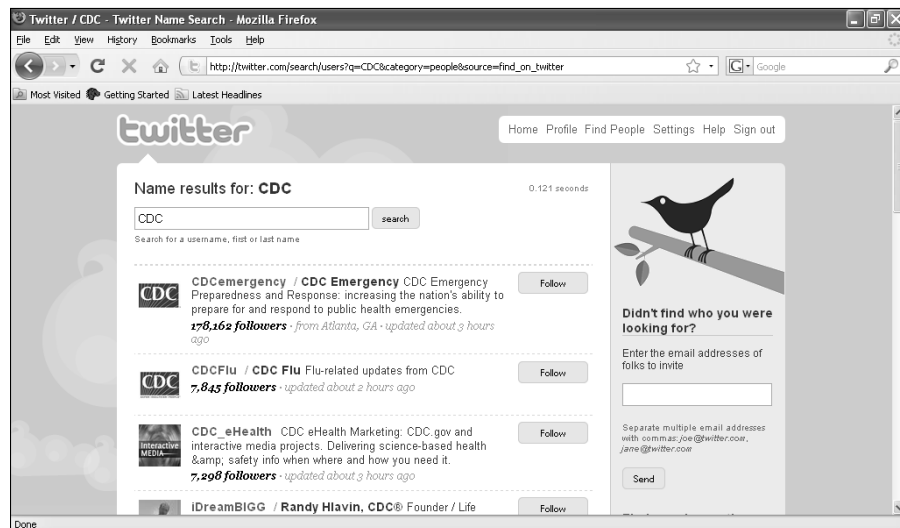 Twitter / CDC - Twitter Name Search - Mozilla Firefox
File Edit View History Bookmarks Tools Help
http://twitter.com/search/users?q=CDC&category=people&source=find_on_twitter
G Google
Most Visited Getting Started Latest Headlines
twitter
Home Profile Find People Settings Help Sign out
Name results for: CDC
0.121 seconds
CDC
search
Search for a username, first or last name
CDC
CDCemergency / CDC Emergency CDC Emergency
Preparedness and Response: increasing the nation's ability to
prepare for and respond to public health emergencies.
178,162 followers · from Atlanta, GA · updated about 3 hours
ago
Follow
CDC
CDCFlu / CDC Flu Flu-related updates from CDC
7,845 followers · updated about 2 hours ago
Follow
Interactive
MEDIA
CDC_eHealth CDC eHealth Marketing: CDC.gov and
interactive media projects. Delivering science-based health
&amp; safety info when where and how you need it.
7,298 followers · updated about 3 hours ago
Follow
iDreamBIGG / Randy Hlavin, CDC® Founder / Life
Follow
Didn't find who you were
looking for?
Enter the email addresses of
folks to invite
Separate multiple email addresses
with commas: joe@twitter.com,
jane@twitter.com
Send
Done